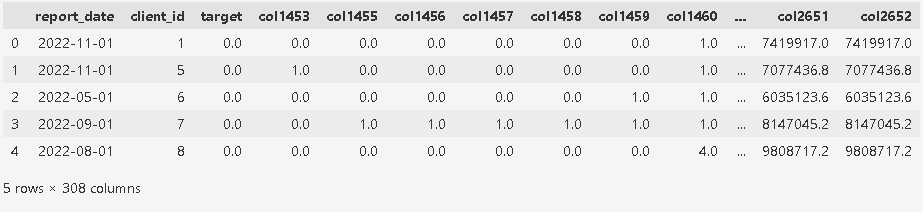 report_date client_id target col1453 col1455 col1456 col1457 col1458 col1459 col1460 ... col2651 col2652
0 2022-11-01 1 0.0 0.0 0.0 0.0 0.0 0.0 0.0 1.0 ... 7419917.0 7419917.0
1 2022-11-01 5 0.0 1.0 0.0 0.0 0.0 0.0 0.0 1.0 ... 7077436.8 7077436.8
2 2022-05-01 6 0.0 0.0 0.0 0.0 0.0 0.0 1.0 1.0 ... 6035123.6 6035123.6
3 2022-09-01 7 0.0 0.0 1.0 1.0 1.0 1.0 1.0 1.0 ... 8147045.2 8147045.2
4 2022-08-01 8 0.0 0.0 0.0 0.0 0.0 0.0 0.0 4.0 ... 9808717.2 9808717.2
5 rows × 308 columns